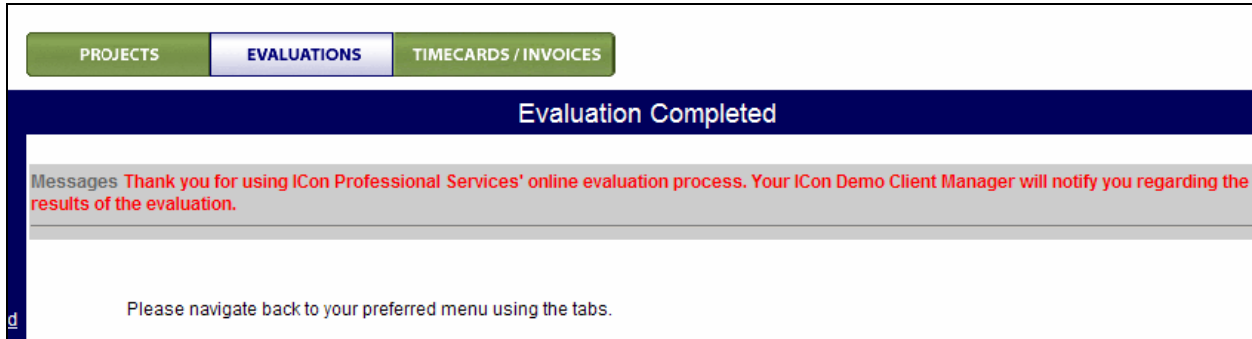 PROJECTS EVALUATIONS TIMECARDS / INVOICES
Evaluation Completed
Messages Thank you for using ICon Professional Services' online evaluation process. Your ICon Demo Client Manager will notify you regarding the
results of the evaluation.
Please navigate back to your preferred menu using the tabs.
d